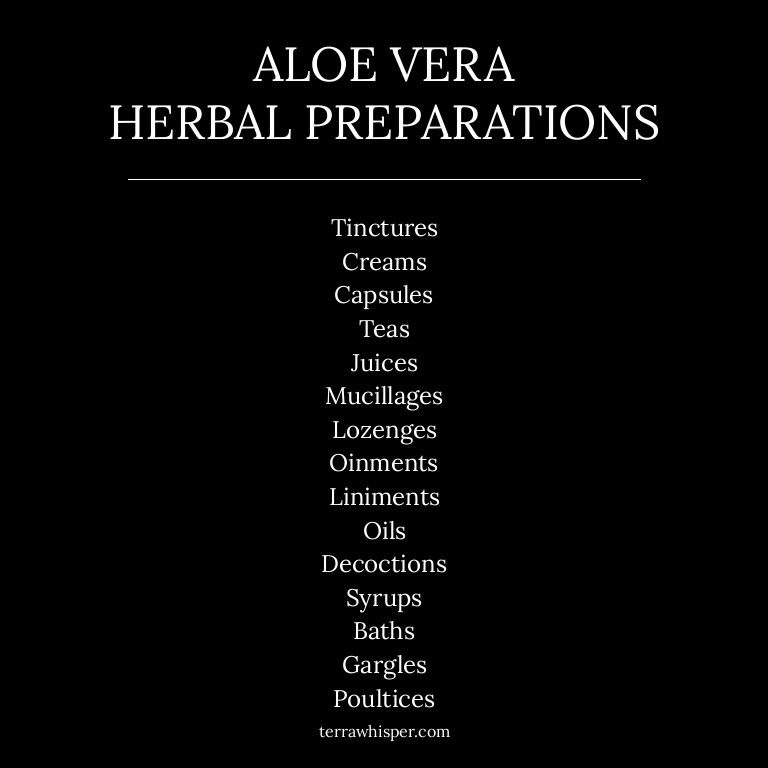 ALOE VERA
HERBAL PREPARATIONS
Tinctures
Creams
Capsules
Teas
Juices
Mucillages
Lozenges
Oinments
Liniments
Oils
Decoctions
Syrups
Baths
Gargles
Poultices
terrawhisper.com